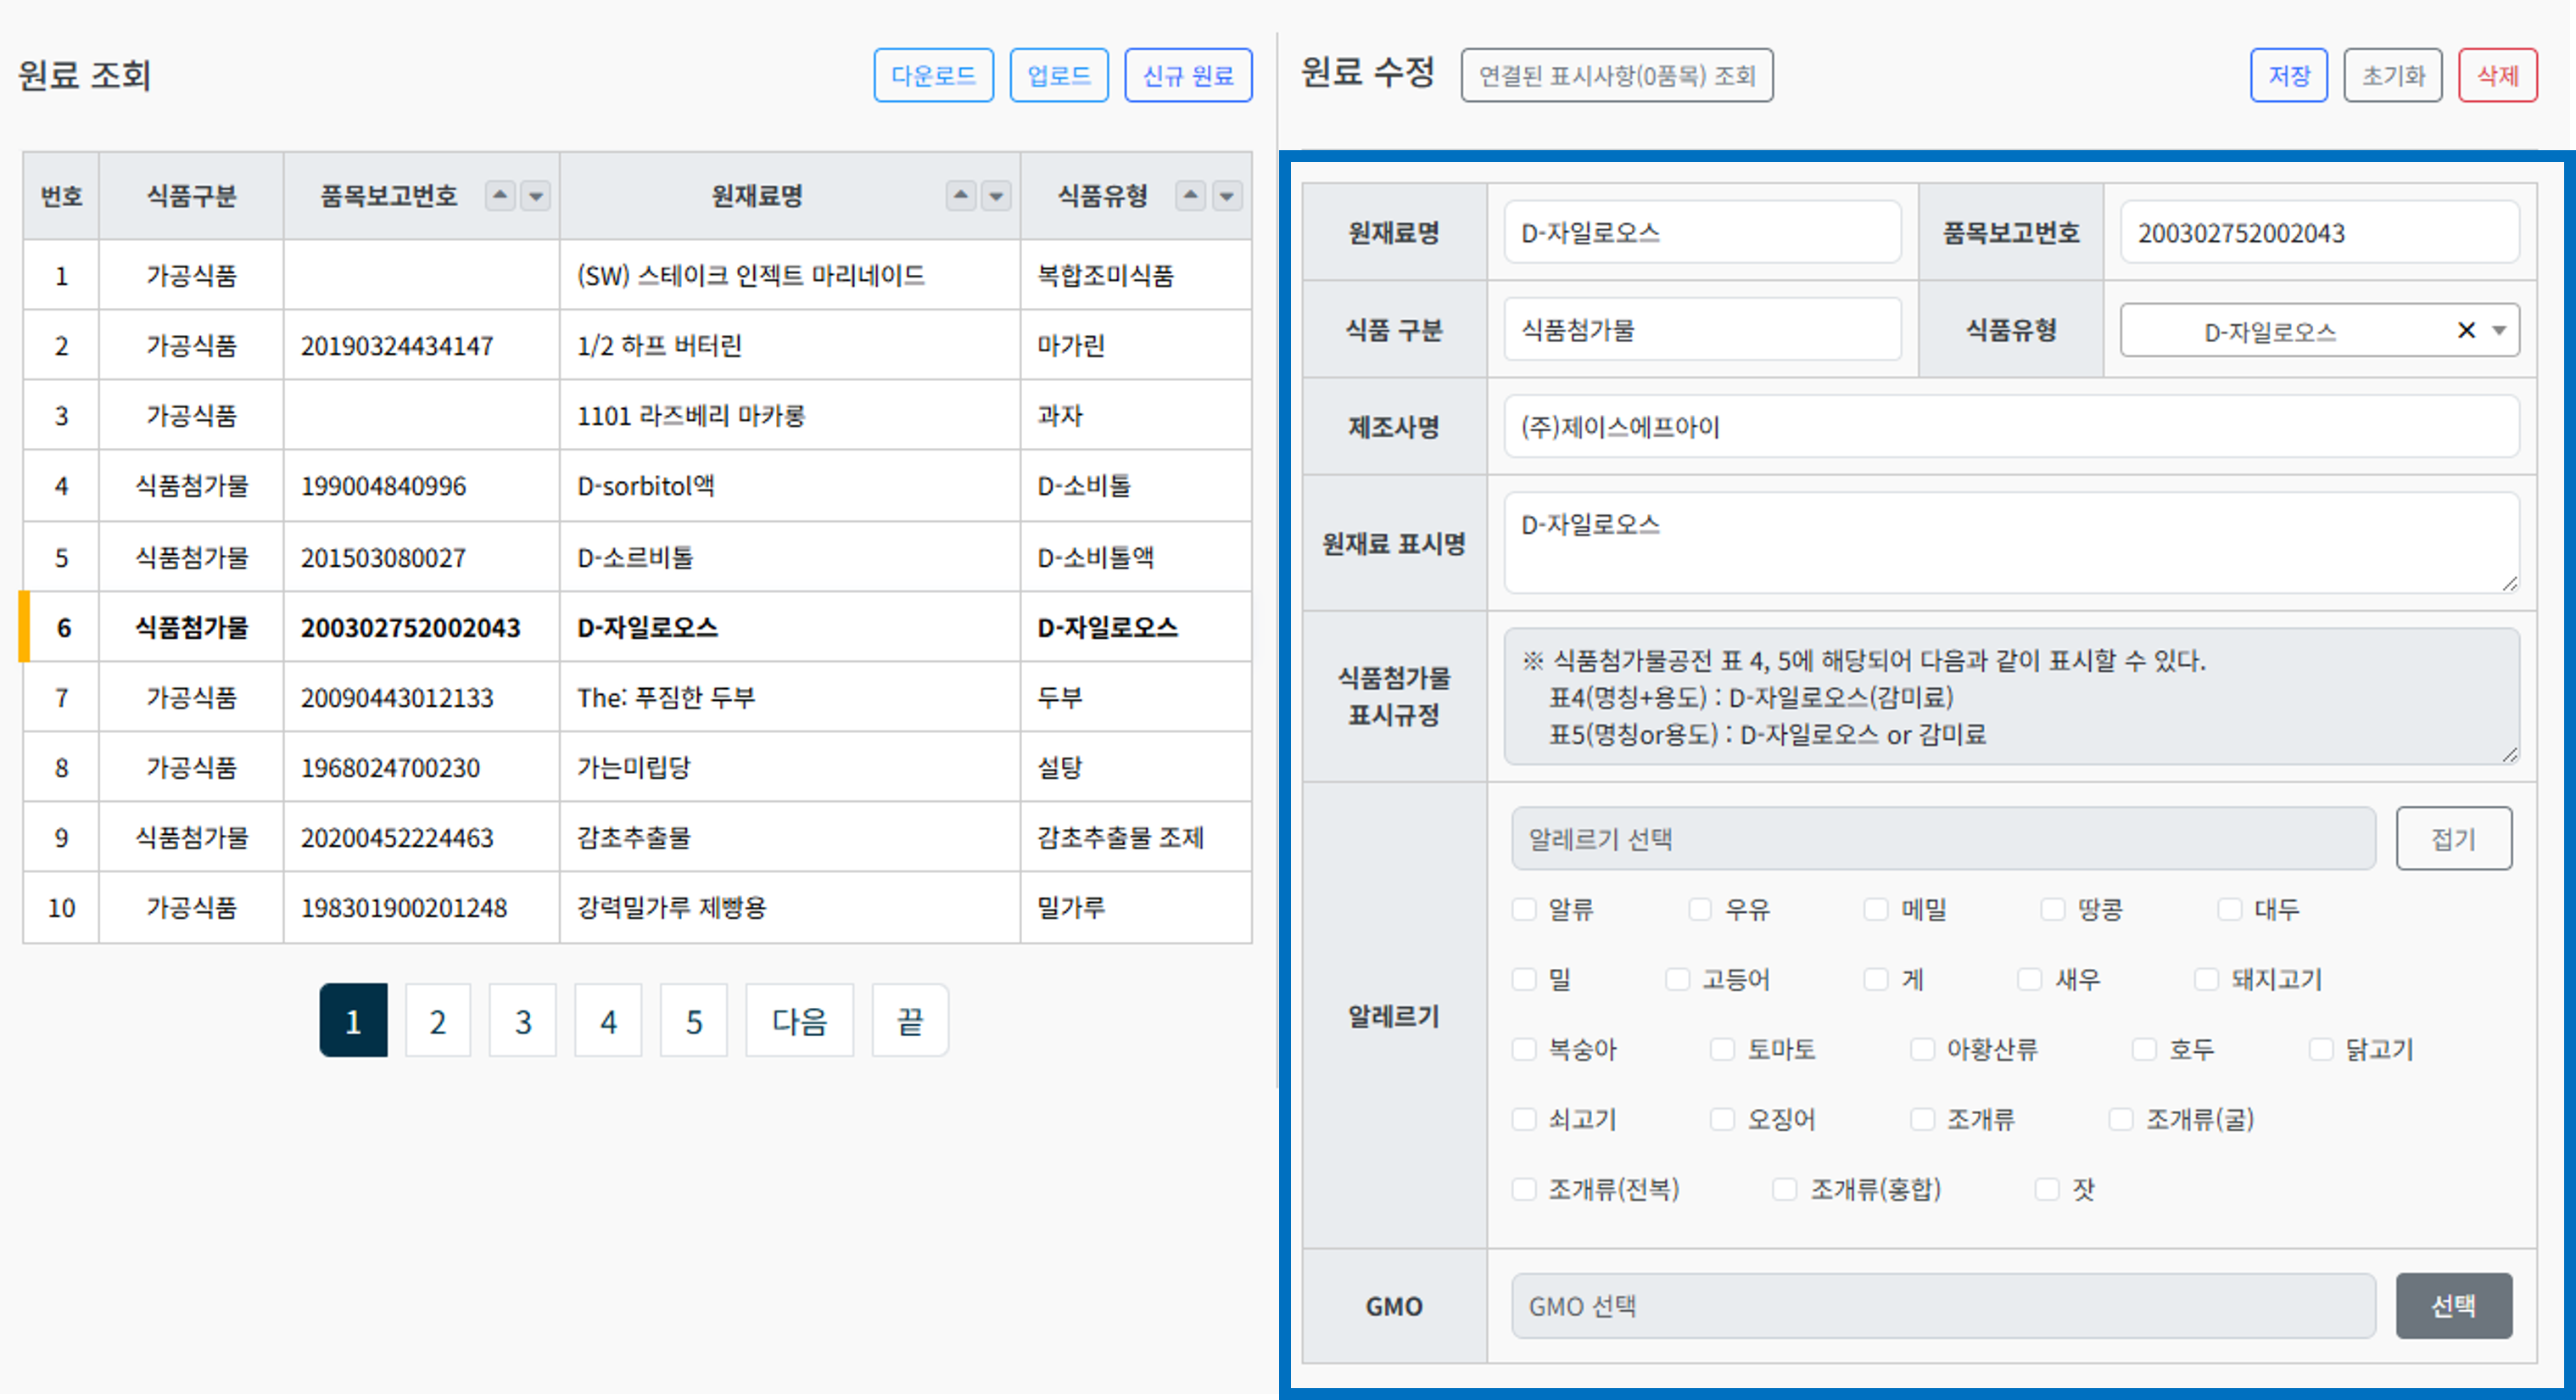 원료 조회
다운로드 업로드 신규 원료
번호 식품구분 품목보고번호 원재료명 식품유형
1 가공식품 (SW) 스테이크 인젝트 마리네이드 복합조미식품
2 가공식품 20190324434147 1/2 하프 버터린 마가린
3 가공식품 1101 라즈베리 마카롱 과자
4 식품첨가물 199004840996 D-sorbitol액 D-소비톨
5 식품첨가물 201503080027 D-소르비톨 D-소비톨액
6 식품첨가물 200302752002043 D-자일로오스 D-자일로오스
7 가공식품 20090443012133 The: 푸짐한 두부 두부
8 가공식품 1968024700230 가는미립당 설탕
9 식품첨가물 20200452224463 감초추출물 감초추출물 조제
10 가공식품 198301900201248 강력밀가루 제빵용 밀가루
1 2 3 4 5 다음 끝
원료 수정 연결된 표시사항(0품목) 조회 저장 초기화 삭제
원재료명 D-자일로오스 품목보고번호 200302752002043
식품 구분 식품첨가물 식품유형 D-자일로오스
제조사명 (주)제이스에프아이
원재료 표시명 D-자일로오스
식품첨가물
표시규정
※ 식품첨가물공전 표 4, 5에 해당되어 다음과 같이 표시할 수 있다.
표4(명칭+용도) : D-자일로오스(감미료)
표5(명칭or용도) : D-자일로오스 or 감미료
알레르기
알레르기 선택 접기
알류 우유 메밀 땅콩 대두
밀 고등어 게 새우 돼지고기
복숭아 토마토 아황산류 호두 닭고기
쇠고기 오징어 조개류 조개류(굴)
조개류(전복) 조개류(홍합) 잣
GMO GMO 선택 선택